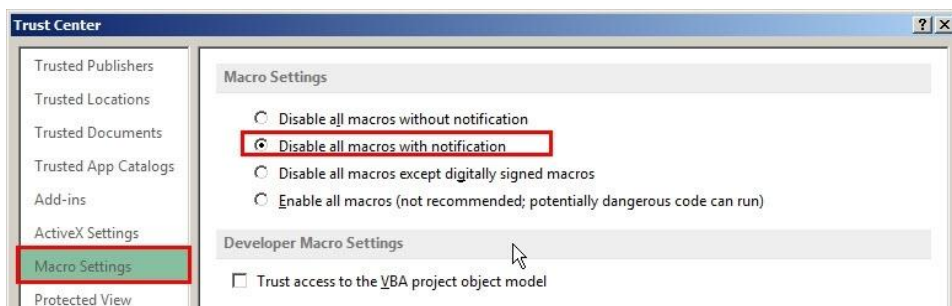 Trust Center
Trusted Publishers
Trusted Locations
Trusted Documents
Trusted App Catalogs
Add-ins
ActiveX Settings
Macro Settings
Protected View
Macro Settings
Disable all macros without notification
Disable all macros with notification
Disable all macros except digitally signed macros
Enable all macros (not recommended; potentially dangerous code can run)
Developer Macro Settings
Trust access to the VBA project object model